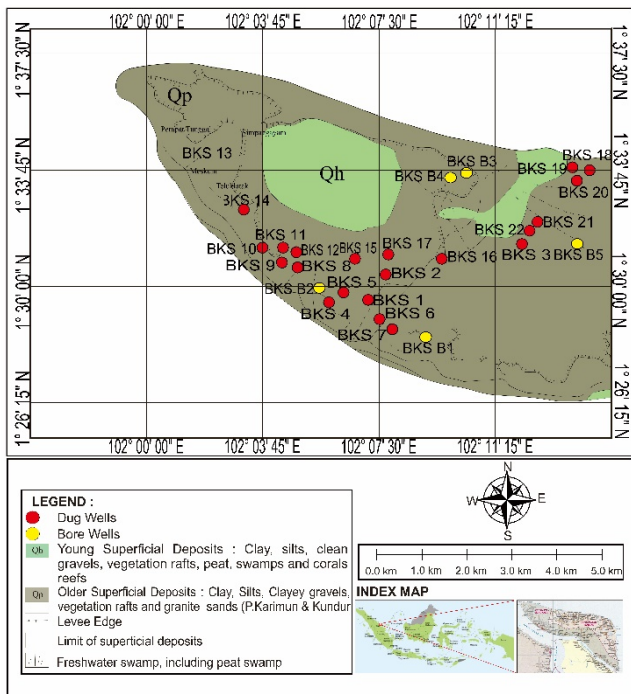 102° 00' 00" E
102° 03' 45" E
102° 07' 30" E
102° 11' 15" E
1° 37' 30" N
1° 37' 30" N
Qp
BKS 13
BKS 14
Qh
BKS B3
BKS B4
BKS 18
BKS 19
BKS 20
1° 33' 45" N
1° 33' 45" N
BKS 11
BKS 10
BKS 12
BKS 15
BKS 17
BKS 21
BKS 22
BKS 9
BKS 8
BKS 16
BKS 3
BKS B5
BKS B2
BKS 5
BKS 2
1° 30' 00" N
1° 30' 00" N
BKS 4
BKS 1
BKS 6
BKS 7
BKS B1
1° 26' 15" N
1° 26' 15" N
102° 00' 00" E
102° 03' 45" E
102° 07' 30" E
102° 11' 15" E
LEGEND :
Dug Wells
Bore Wells
Qh Young Superficial Deposits : Clay, silts, clean
gravels, vegetation rafts, peat, swamps and corals
reefs
Qp Older Superficial Deposits : Clay, Silts, Clayey gravels,
vegetation rafts and granite sands (P.Karimun & Kundur
Levee Edge
Limit of superficial deposits
Freshwater swamp, including peat swamp
N
W
E
S
0.0 km 1.0 km 2.0 km 3.0 km 4.0 km 5.0 km
INDEX MAP